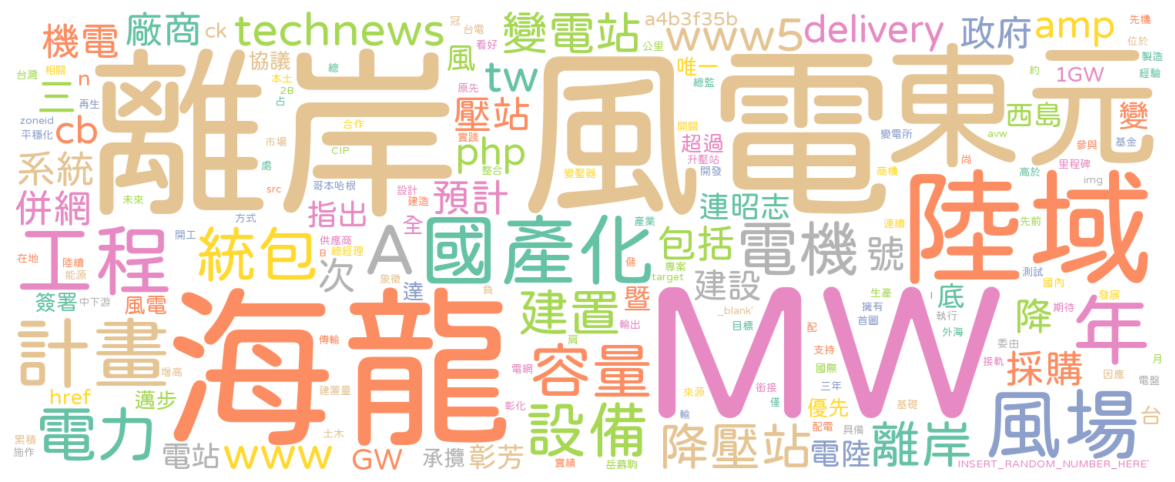 冠
台電
先機
technews
a4b3f35b
廠商
ck
變電站
www5
delivery
政府
amp
機電
看好
公里
位於
協議
總
風
唯一
台灣
相關
本土
2B
占
tw
原先
總監
約
1GW
製造
經驗
n
三
再生
離岸風電
東元
zoneid
平穩化
cb
合作
壓站
實踐
開關
超過
變電所
avw
西島
變
基金
參與
市場
CIP
php
整合
升壓站
開發
尚
里程碑
系統
處
哥本哈根
變壓器
商機
高於
img
未來
src
設計
建造
預計
連昭志
陸域
併網
方式
指出
全
產業
連續
先前
工程
開工
統包
供應商
總經理
B
次
A
國產化
包括
電機
號
在地
陸續
能源
儲
專案
target
建設
測試
國內
簽署
中下游
風電
象徵
達
負
暨
生產
I
底
發展
海龍
MW
建置
輸出
_blank'
目標
擁有
首圖
執行
外海
降
期待
年
計畫
傳輸
肩
配
支持
委由
月
增高
電網
容量
國際
接軌
採購
因應
電盤
href
邁步
建置量
來源
銜接
三年
僅
優先
基礎
風場
電力
彰化
設備
輸
配電
台
土木
降壓站
電陸
具備
離岸
累積
施作
電站
www
GW
承攬
彰芳
實績
岳慕駒
INSERT_RANDOM_NUMBER_HERE'